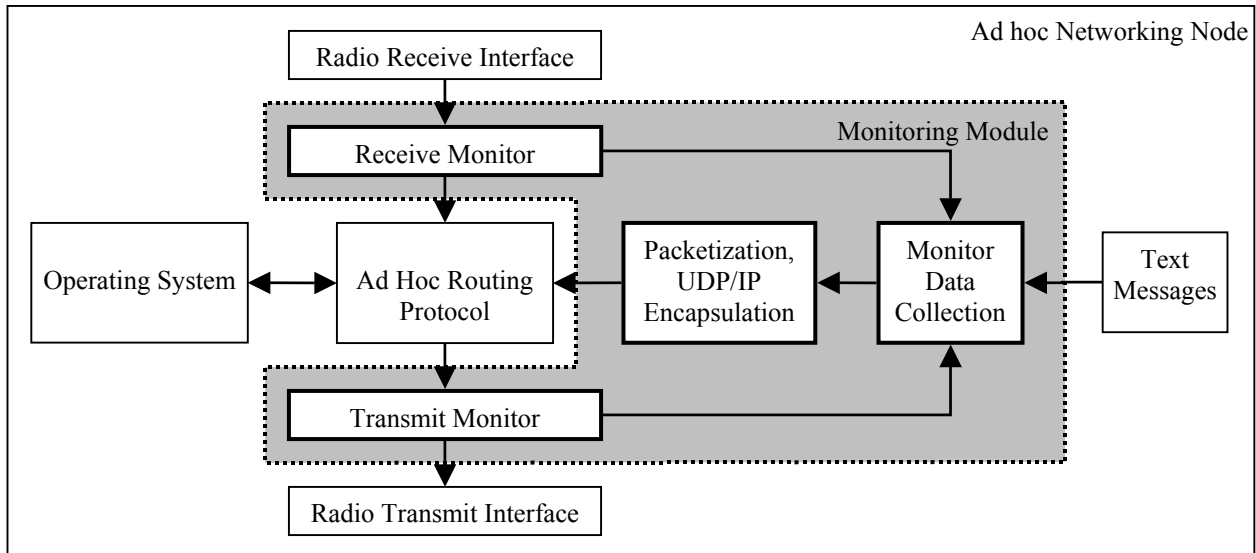 Ad hoc Networking Node
Radio Receive Interface
Monitoring Module
Receive Monitor
Operating System
Ad Hoc Routing
Protocol
Packetization,
UDP/IP
Encapsulation
Monitor
Data
Collection
Text
Messages
Transmit Monitor
Radio Transmit Interface